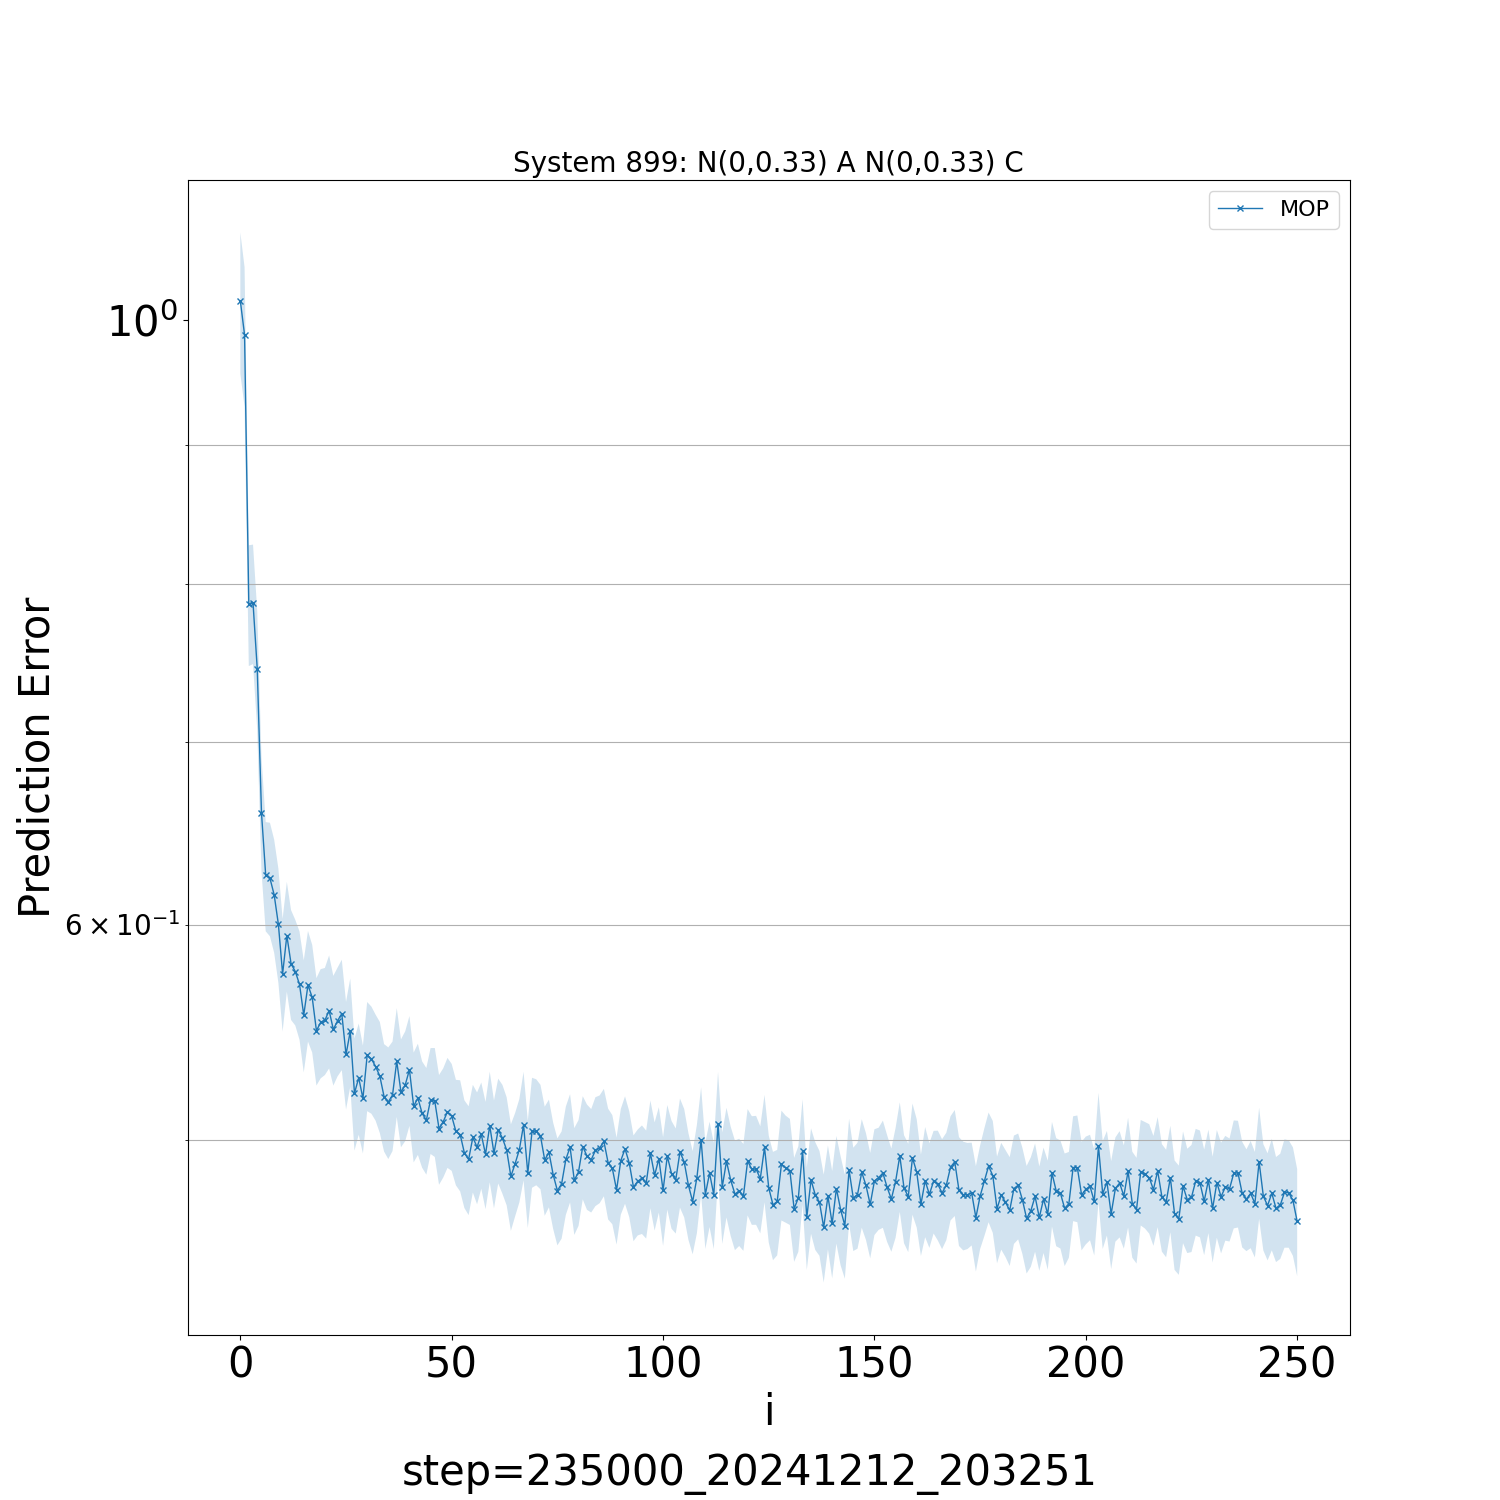 System 899: N(0,0.33) A N(0,0.33) C
MOP
10⁰
6 × 10⁻¹
Prediction Error
0 50 100 150 200 250
i
step=235000_20241212_203251